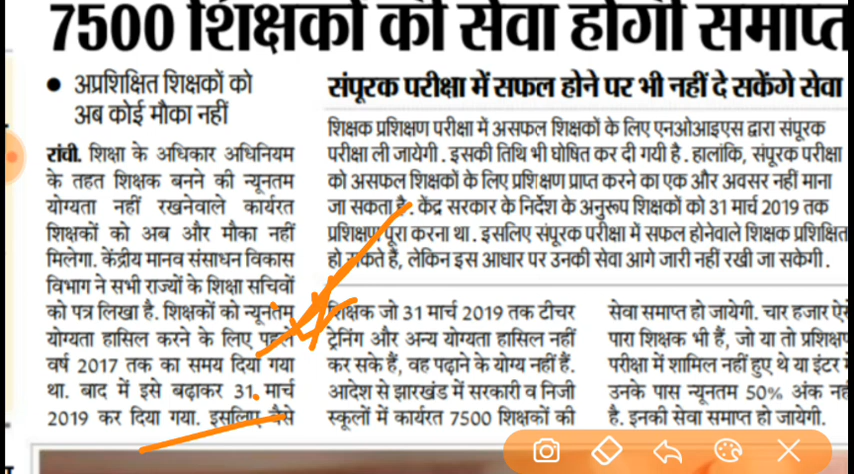 7500 शिक्षकों की सेवा होगी समाप्त
• अप्रशिक्षित शिक्षकों को
अब कोई मौका नहीं
रांची. शिक्षा के अधिकार अधिनियम
के तहत शिक्षक बनने की न्यूनतम
योग्यता नहीं रखनेवाले कार्यरत
शिक्षकों को अब और मौका नहीं
मिलेगा. केंद्रीय मानव संसाधन विकास
विभाग ने सभी राज्यों के शिक्षा सचिवों
को पत्र लिखा है. शिक्षकों को न्यूनतम
योग्यता हासिल करने के लिए पहले
वर्ष 2017 तक का समय दिया गया
था. बाद में इसे बढ़ाकर 31 मार्च
2019 कर दिया गया. इसलिए वैसे
संपूरक परीक्षा में सफल होने पर भी नहीं दे सकेंगे सेवा
शिक्षक प्रशिक्षण परीक्षा में असफल शिक्षकों के लिए एनओआइएस द्वारा संपूरक
परीक्षा ली जायेगी. इसकी तिथि भी घोषित कर दी गयी है. हालांकि, संपूरक परीक्षा
को असफल शिक्षकों के लिए प्रशिक्षण प्राप्त करने का एक और अवसर नहीं माना
जा सकता है. केंद्र सरकार के निर्देश के अनुरूप शिक्षकों को 31 मार्च 2019 तक
प्रशिक्षण पूरा करना था. इसलिए संपूरक परीक्षा में सफल होनेवाले शिक्षक प्रशिक्षित
हो सकते है, लेकिन इस आधार पर उनकी सेवा आगे जारी नहीं रखी जा सकेगी.
शिक्षक जो 31 मार्च 2019 तक टीचर
ट्रेनिंग और अन्य योग्यता हासिल नहीं
कर सके हैं, वह पढ़ाने के योग्य नहीं हैं.
आदेश से झारखंड में सरकारी व निजी
स्कूलों में कार्यरत 7500 शिक्षकों की
सेवा समाप्त हो जायेगी. चार हजार ऐसे
पारा शिक्षक भी हैं, जो या तो प्रशिक्षण
परीक्षा में शामिल नहीं हुए थे या इंटर में
उनके पास न्यूनतम 50% अंक नहीं
है. इनकी सेवा समाप्त हो जायेगी.